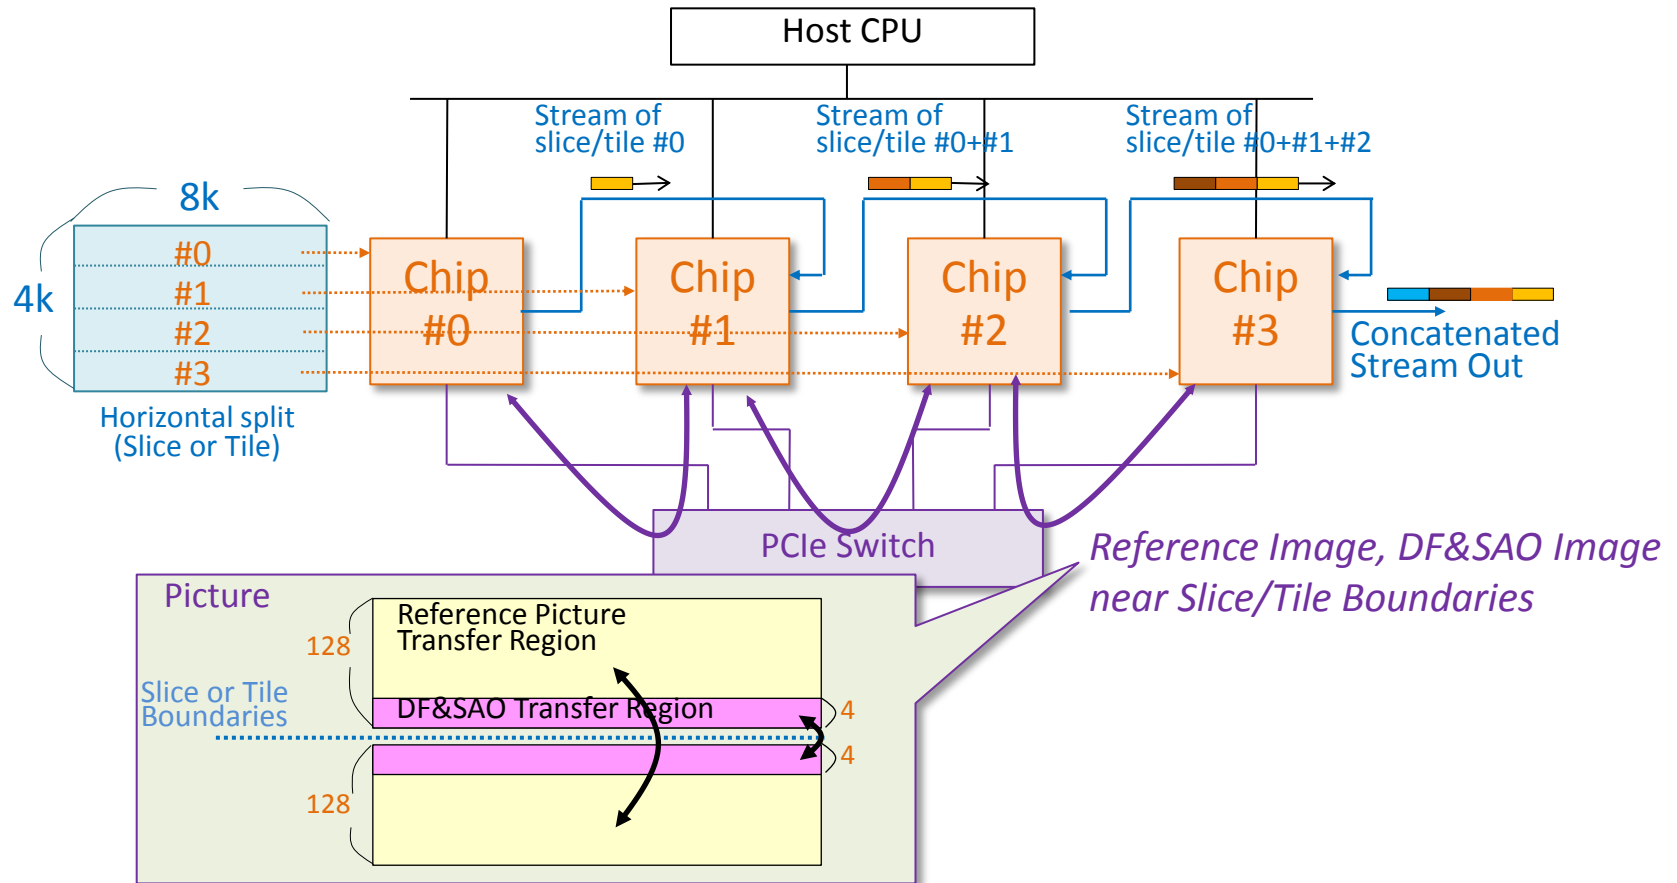 Host CPU
Stream of
slice/tile #0
Stream of
slice/tile #0+#1
Stream of
slice/tile #0+#1+#2
8k
4k
#0
#1
#2
#3
Horizontal split
(Slice or Tile)
Chip
#0
Chip
#1
Chip
#2
Chip
#3
Concatenated
Stream Out
PCIe Switch
Reference Image, DF&SAO Image
near Slice/Tile Boundaries
Picture
128
Reference Picture
Transfer Region
Slice or Tile
Boundaries
DF&SAO Transfer Region
4
4
128